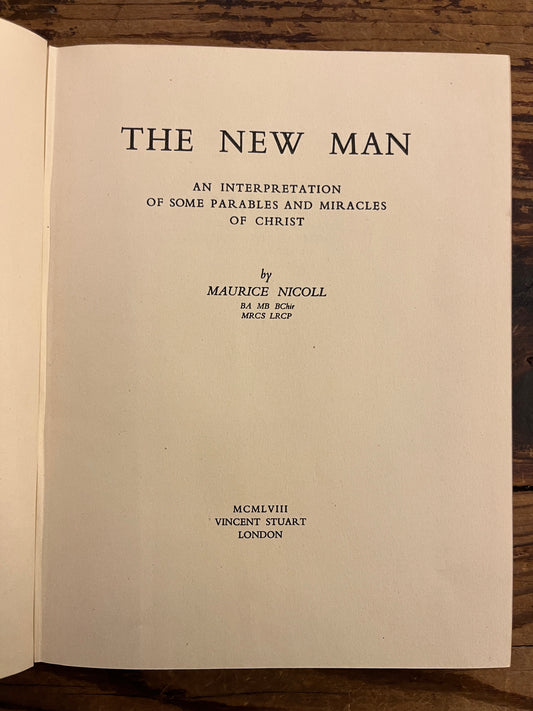 THE NEW MAN
AN INTERPRETATION
OF SOME PARABLES AND MIRACLES
OF CHRIST
by
MAURICE NICOLL
BA MB BChir
MRCS LRCP
MCMLVIII
VINCENT STUART
LONDON